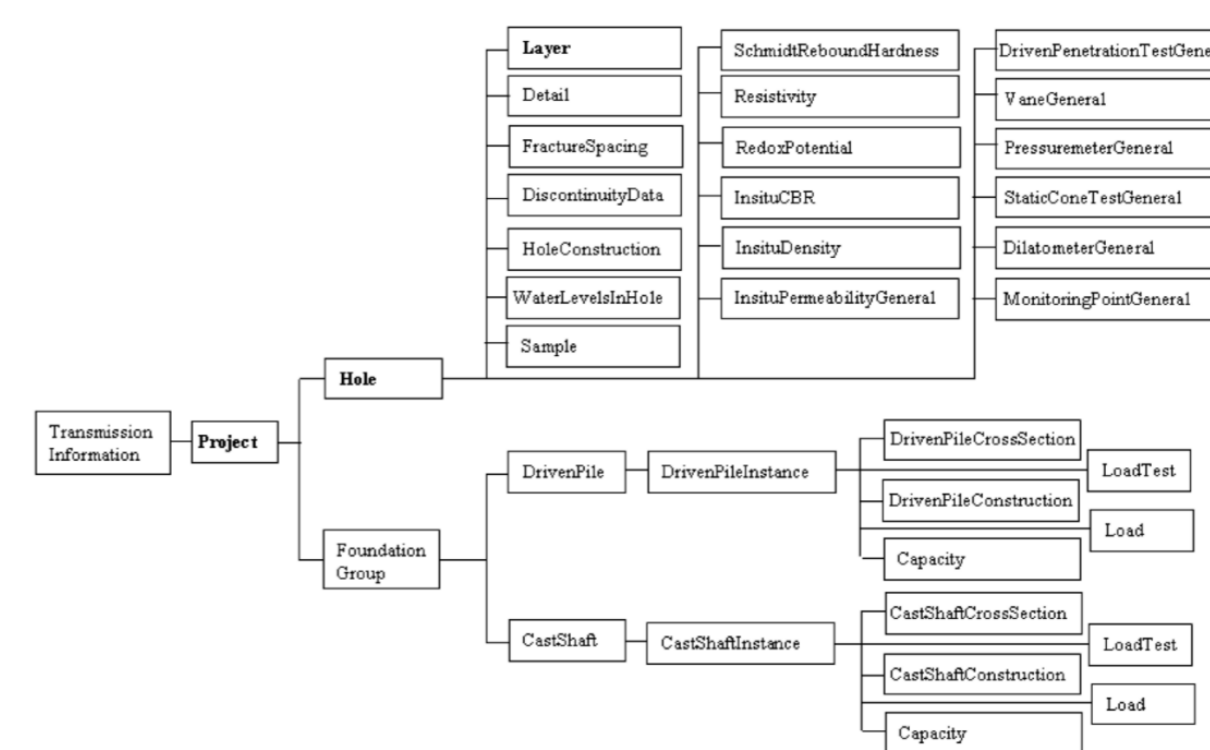 Layer
Detail
FractureSpacing
DiscontinuityData
HoleConstruction
WaterLevelsInHole
Sample
SchmidtReboundHardness
Resistivity
RedoxPotential
InsituCBR
InsituDensity
InsituPermeabilityGeneral
DrivenPenetrationTestGene
VaneGeneral
PressuremeterGeneral
StaticConeTestGeneral
DilatometerGeneral
MonitoringPointGeneral
Hole
Transmission
Information
Project
Foundation
Group
DrivenPile
DrivenPileInstance
DrivenPileCrossSection
LoadTest
DrivenPileConstruction
Load
Capacity
CastShaft
CastShaftInstance
CastShaftCrossSection
LoadTest
CastShaftConstruction
Load
Capacity